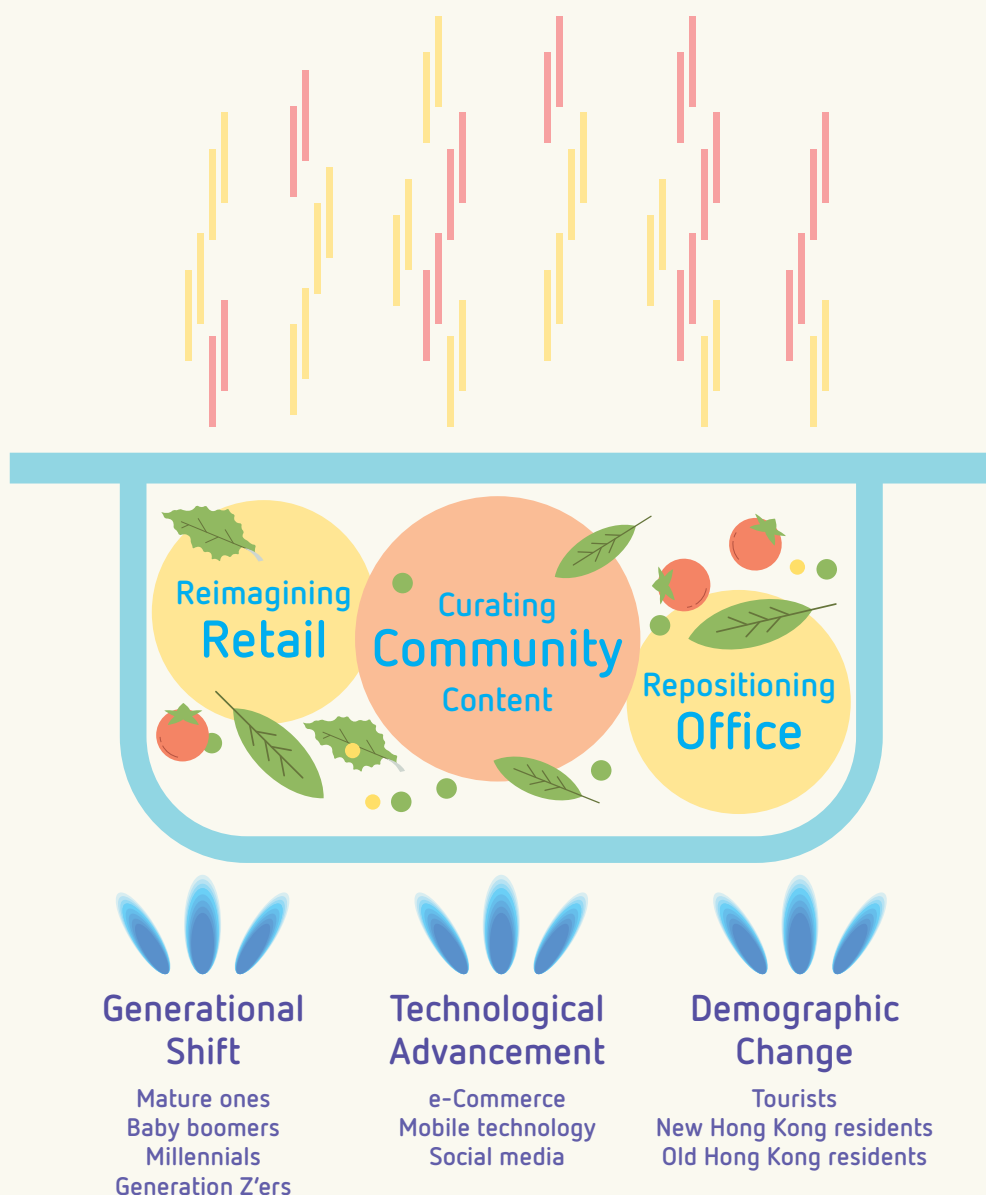 Reimagining
Retail
Curating
Community
Content
Repositioning
Office
Generational
Shift
Mature ones
Baby boomers
Millennials
Generation Z'ers
Technological
Advancement
e-Commerce
Mobile technology
Social media
Demographic
Change
Tourists
New Hong Kong residents
Old Hong Kong residents